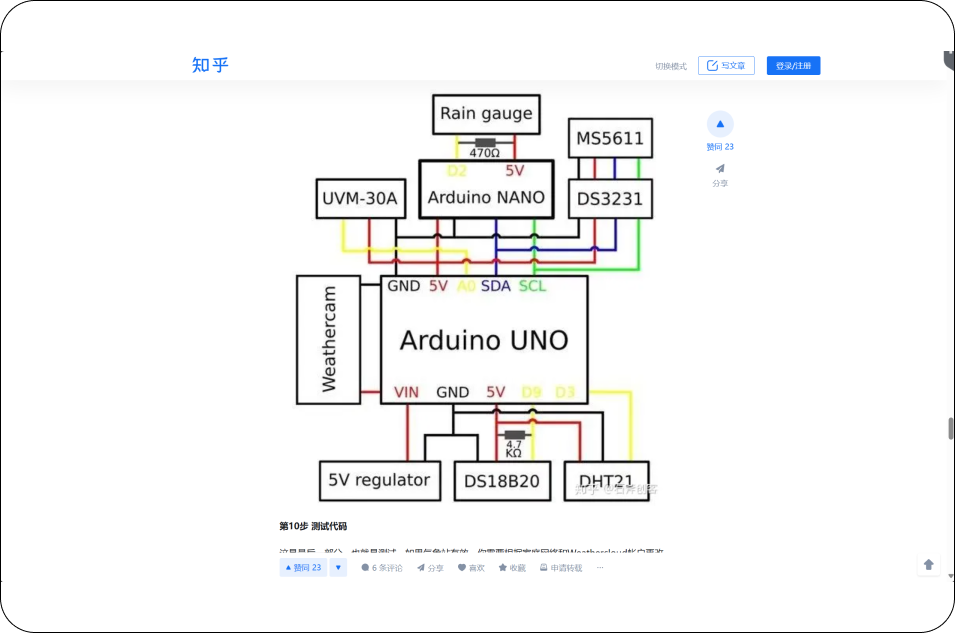 知乎
切换模式
写文章
登录/注册
Rain gauge
470Ω
D2 5V
Arduino NANO
MS5611
DS3231
UVM-30A
赞同 23
分享
GND 5V A0 SDA SCL
Weathercam
Arduino UNO
VIN GND 5V D9 D3
4.7
KΩ
5V regulator
DS18B20
DHT21
知乎
第10步 测试代码
赞同 23
6 条评论
分享
喜欢
收藏
申请转载